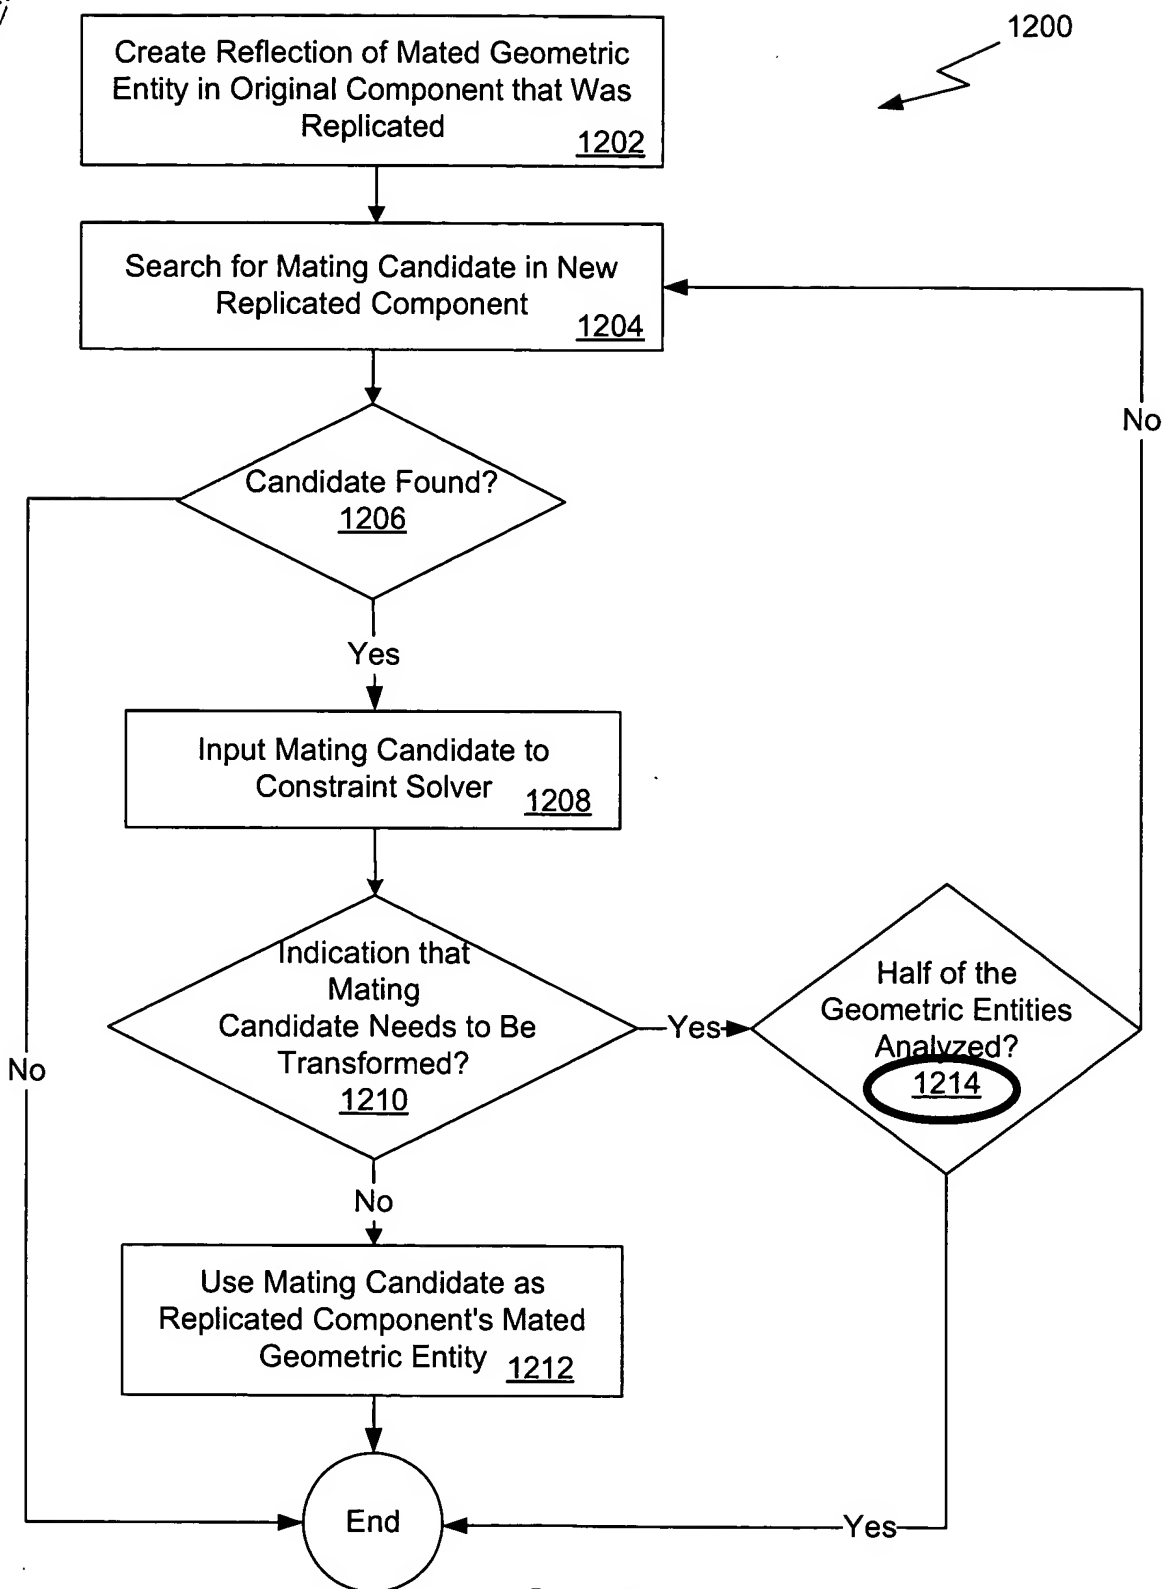 1200
Create Reflection of Mated Geometric
Entity in Original Component that Was
Replicated
1202
Search for Mating Candidate in New
Replicated Component
1204
No
Candidate Found?
1206
Yes
Input Mating Candidate to
Constraint Solver
1208
Indication that
Mating
Candidate Needs to Be
Transformed?
1210
Yes
Half of the
Geometric Entities
Analyzed?
1214
No
No
Use Mating Candidate as
Replicated Component's Mated
Geometric Entity
1212
End
Yes